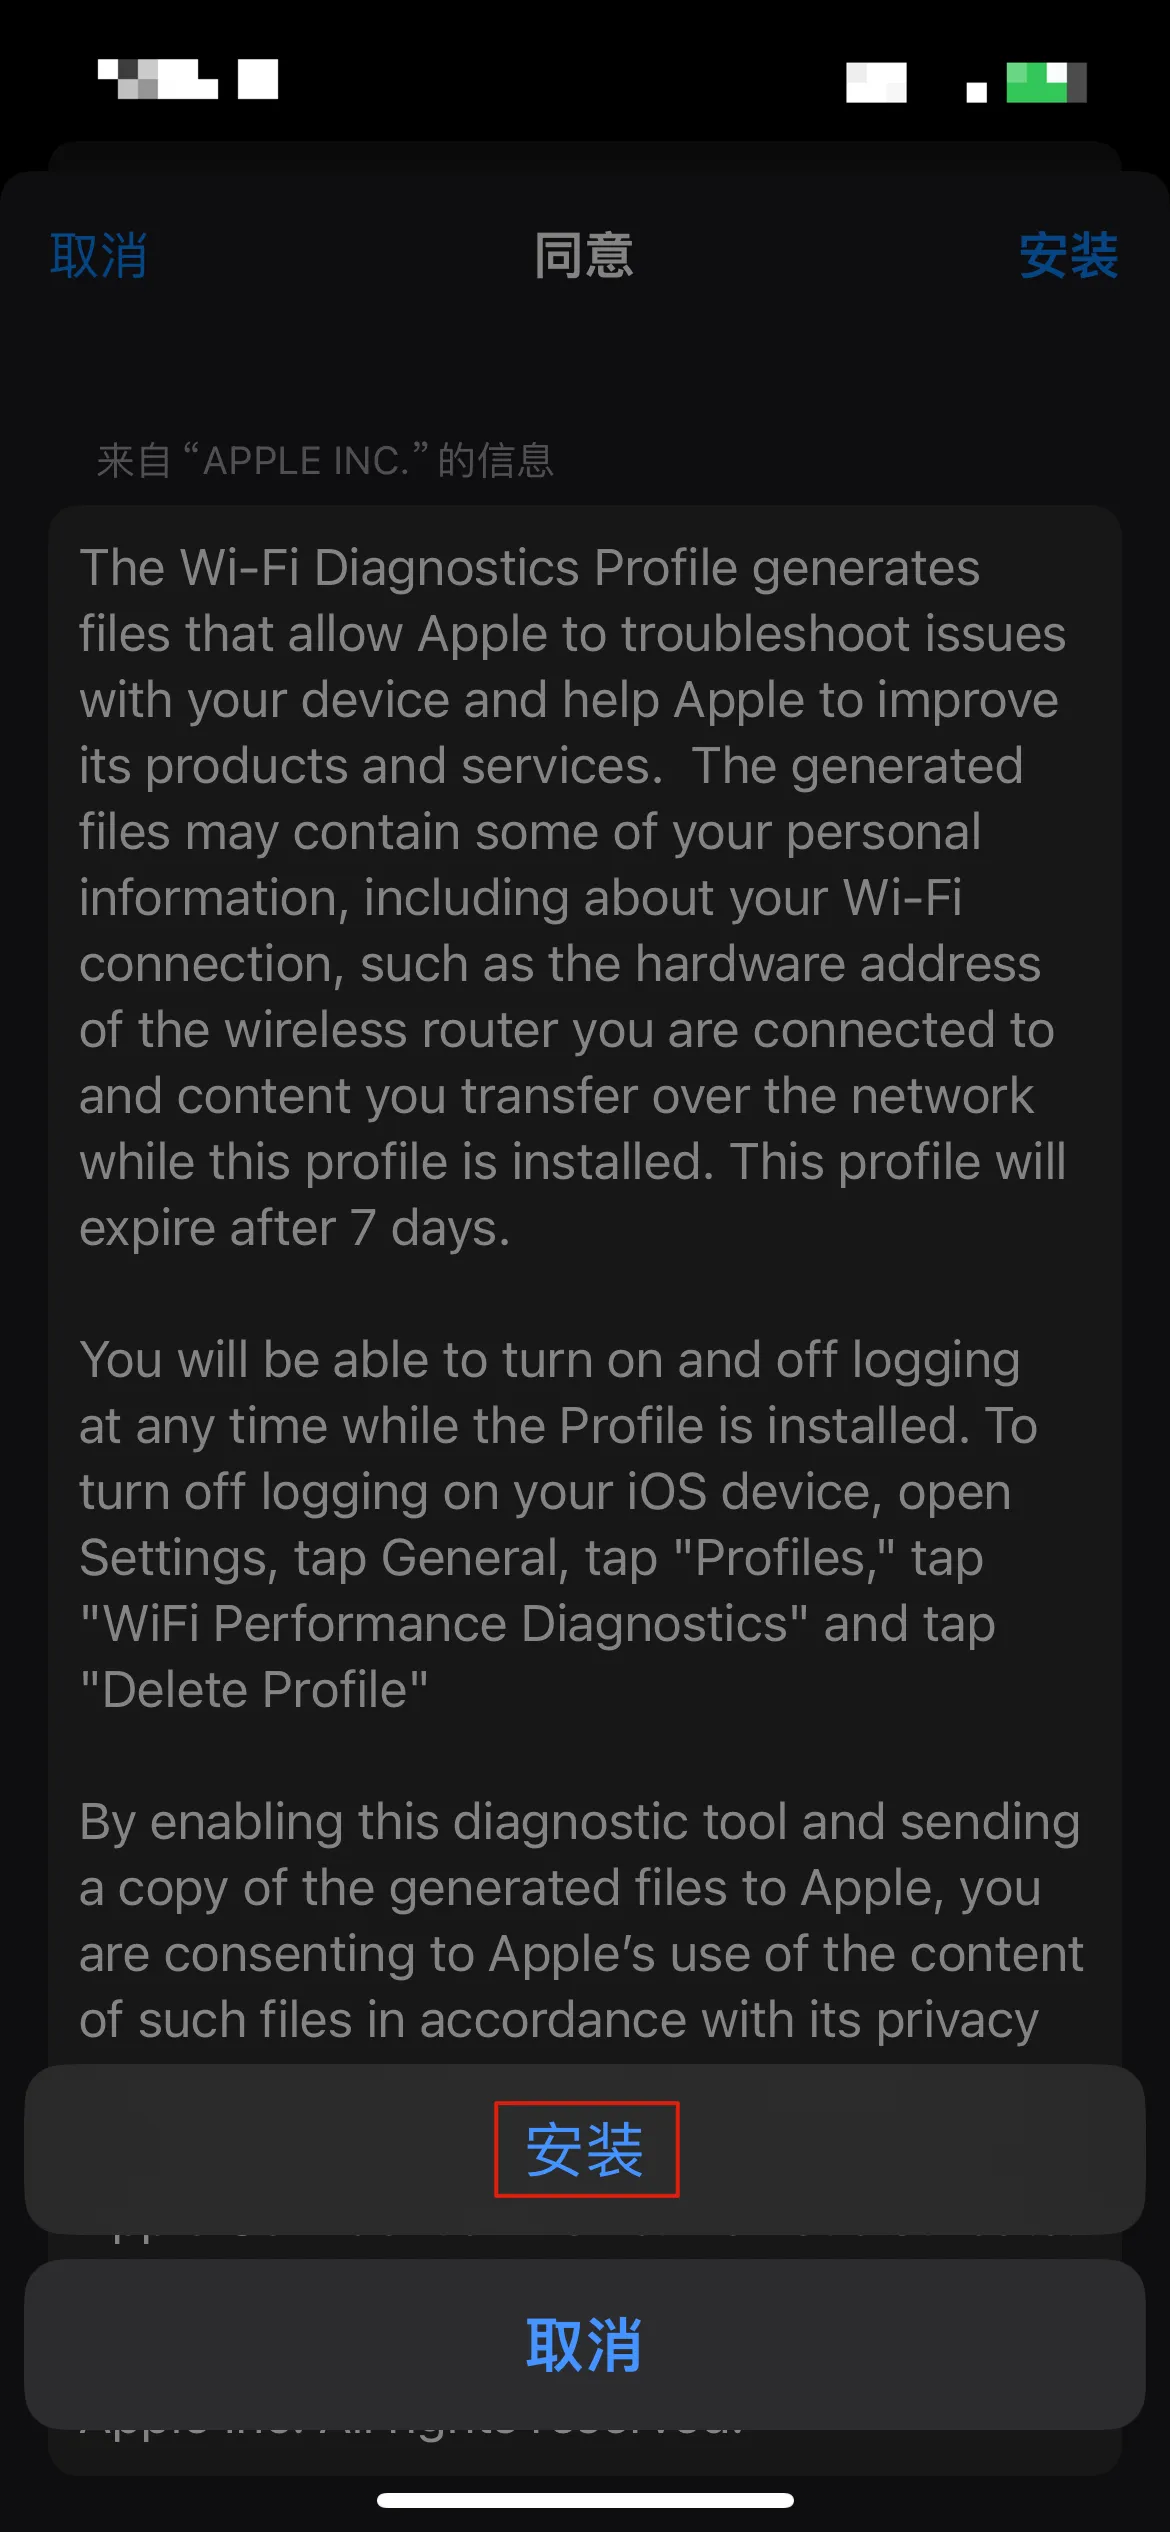 取消
同意
安装
来自 “APPLE INC.” 的信息
The Wi-Fi Diagnostics Profile generates
files that allow Apple to troubleshoot issues
with your device and help Apple to improve
its products and services.  The generated
files may contain some of your personal
information, including about your Wi-Fi
connection, such as the hardware address
of the wireless router you are connected to
and content you transfer over the network
while this profile is installed. This profile will
expire after 7 days.
You will be able to turn on and off logging
at any time while the Profile is installed. To
turn off logging on your iOS device, open
Settings, tap General, tap "Profiles," tap
"WiFi Performance Diagnostics" and tap
"Delete Profile"
By enabling this diagnostic tool and sending
a copy of the generated files to Apple, you
are consenting to Apple’s use of the content
of such files in accordance with its privacy
安装
取消
Apple Inc. All rights reserved.